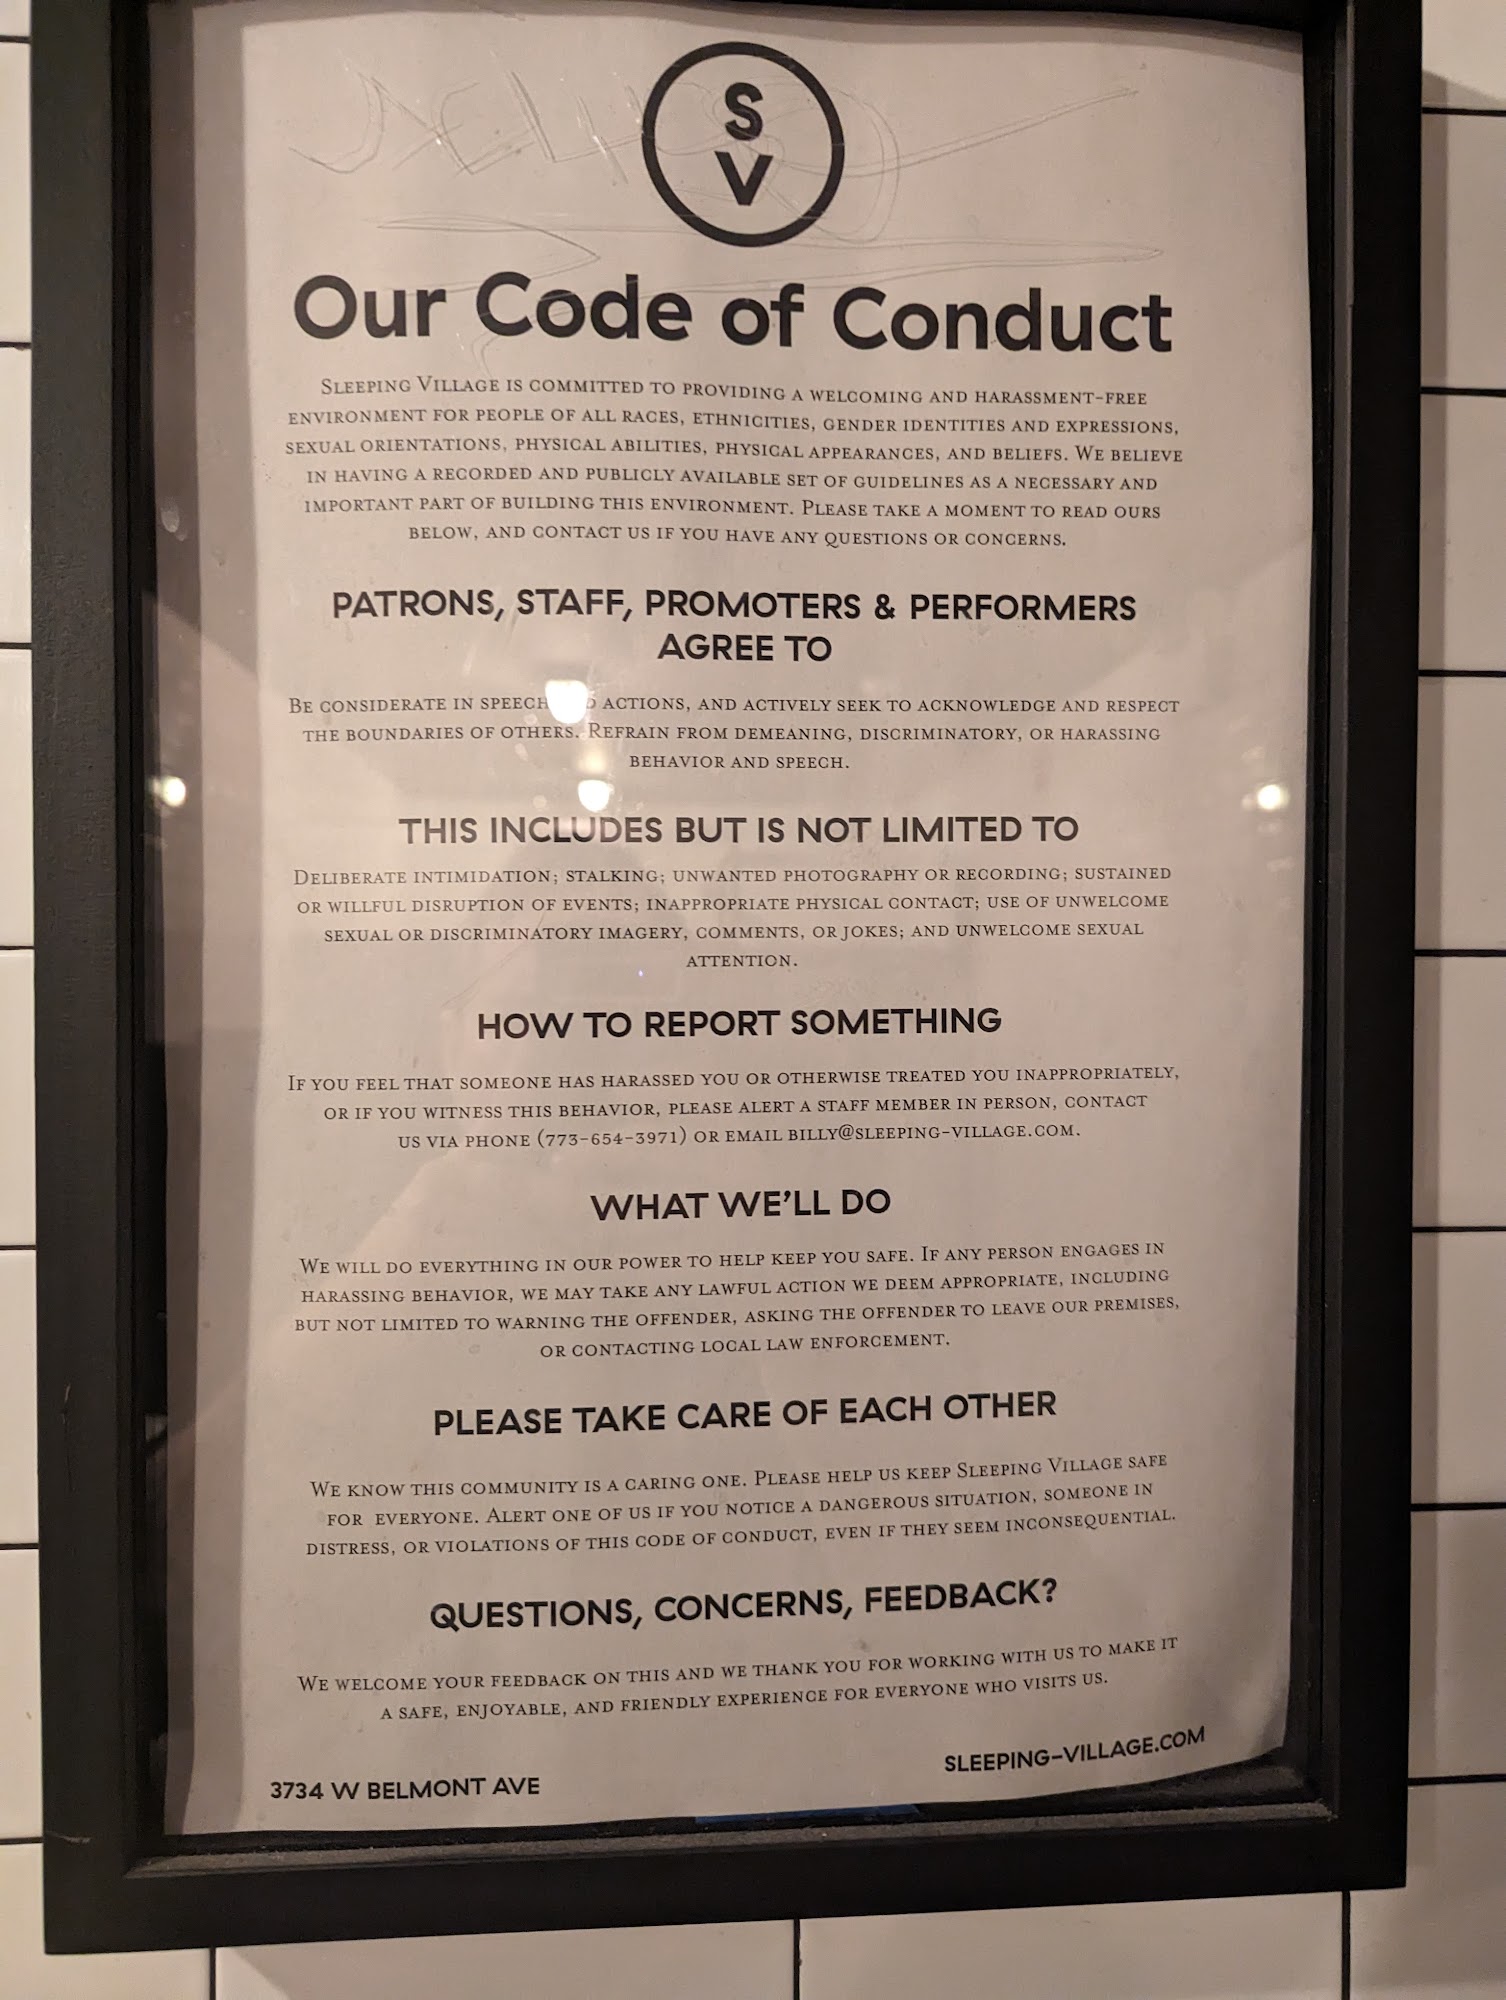 S
V
Our Code of Conduct
Sleeping Village is committed to providing a welcoming and harassment-free
environment for people of all races, ethnicities, gender identities and expressions,
sexual orientations, physical abilities, physical appearances, and beliefs. We believe
in having a recorded and publicly available set of guidelines as a necessary and
important part of building this environment. Please take a moment to read ours
below, and contact us if you have any questions or concerns.
PATRONS, STAFF, PROMOTERS & PERFORMERS
AGREE TO
Be considerate in speech actions, and actively seek to acknowledge and respect
the boundaries of others. Refrain from demeaning, discriminatory, or harassing
behavior and speech.
THIS INCLUDES BUT IS NOT LIMITED TO
Deliberate intimidation; stalking; unwanted photography or recording; sustained
or willful disruption of events; inappropriate physical contact; use of unwelcome
sexual or discriminatory imagery, comments, or jokes; and unwelcome sexual
attention.
HOW TO REPORT SOMETHING
If you feel that someone has harassed you or otherwise treated you inappropriately,
or if you witness this behavior, please alert a staff member in person, contact
us via phone (773-654-3971) or email billy@sleeping-village.com.
WHAT WE'LL DO
We will do everything in our power to help keep you safe. If any person engages in
harassing behavior, we may take any lawful action we deem appropriate, including
but not limited to warning the offender, asking the offender to leave our premises,
or contacting local law enforcement.
PLEASE TAKE CARE OF EACH OTHER
We know this community is a caring one. Please help us keep Sleeping Village safe
for everyone. Alert one of us if you notice a dangerous situation, someone in
distress, or violations of this code of conduct, even if they seem inconsequential.
QUESTIONS, CONCERNS, FEEDBACK?
We welcome your feedback on this and we thank you for working with us to make it
a safe, enjoyable, and friendly experience for everyone who visits us.
3734 W BELMONT AVE
SLEEPING-VILLAGE.COM